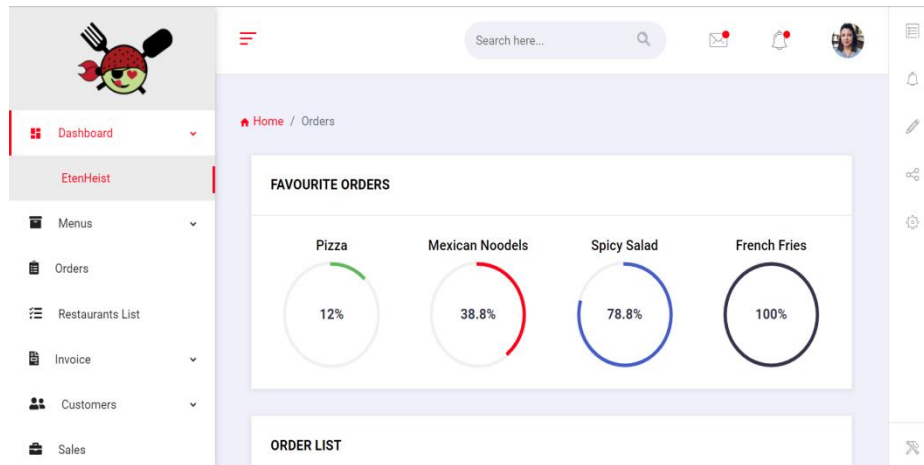 Search here...
Dashboard
EtenHeist
Menus
Orders
Restaurants List
Invoice
Customers
Sales
Home / Orders
FAVOURITE ORDERS
Pizza
Mexican Noodels
Spicy Salad
French Fries
12%
38.8%
78.8%
100%
ORDER LIST